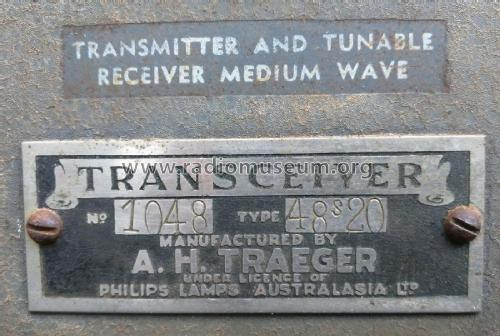 TRANSMITTER AND TUNABLE
RECEIVER MEDIUM WAVE
www.radiomuseum.org
TRANSCEIVER
No 1048 TYPE 48S20
MANUFACTURED BY
A. H. TRAEGER
UNDER LICENCE OF
PHILIPS LAMPS AUSTRALASIA LTD